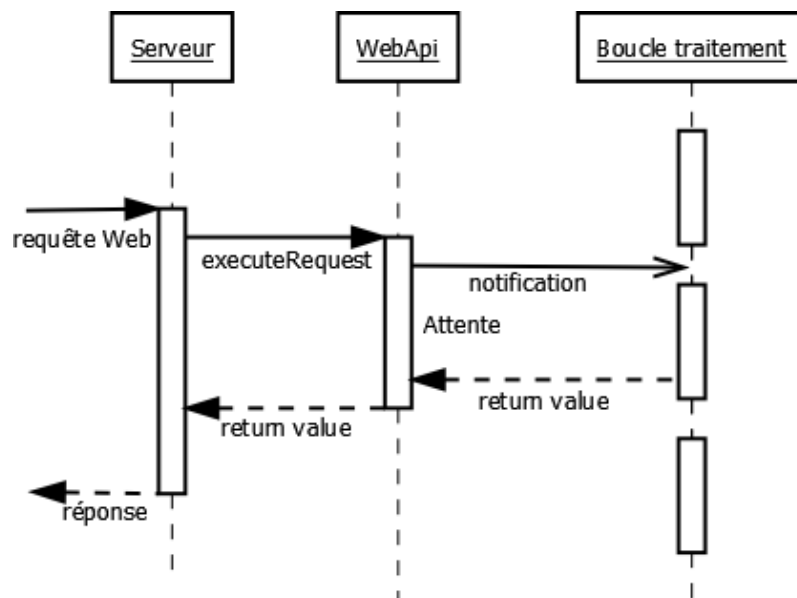 Serveur
WebApi
Boucle traitement
requête Web
executeRequest
notification
Attente
return value
return value
réponse